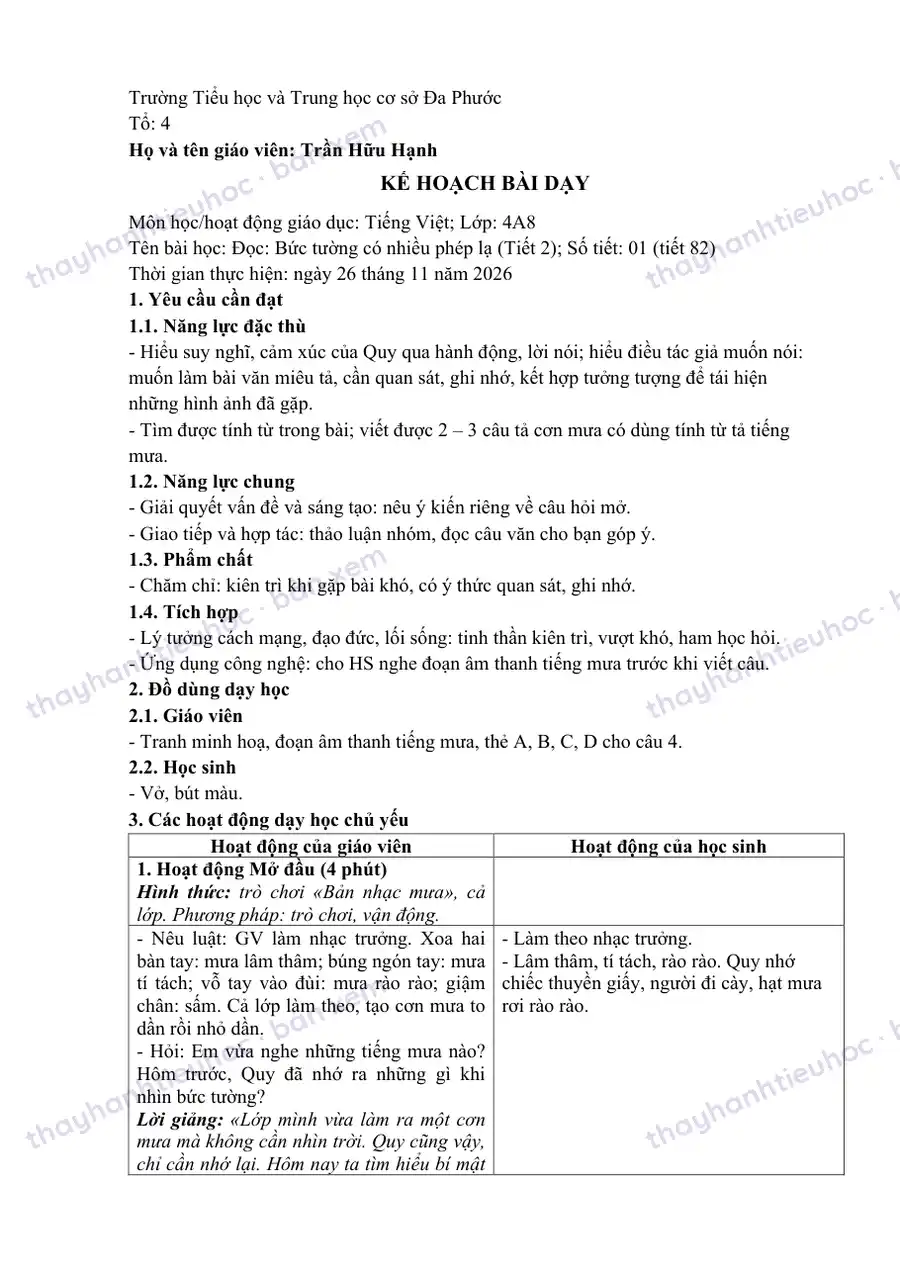 Trường Tiểu học và Trung học cơ sở Đa Phước
Tổ: 4
Họ và tên giáo viên: Trần Hữu Hạnh
KẾ HOẠCH BÀI DẠY
Môn học/hoạt động giáo dục: Tiếng Việt; Lớp: 4A8
Tên bài học: Đọc: Bức tường có nhiều phép lạ (Tiết 2); Số tiết: 01 (tiết 82)
Thời gian thực hiện: ngày 26 tháng 11 năm 2026
1. Yêu cầu cần đạt
1.1. Năng lực đặc thù
- Hiểu suy nghĩ, cảm xúc của Quy qua hành động, lời nói; hiểu điều tác giả muốn nói:
muốn làm bài văn miêu tả, cần quan sát, ghi nhớ, kết hợp tưởng tượng để tái hiện
những hình ảnh đã gặp.
- Tìm được tính từ trong bài; viết được 2 – 3 câu tả cơn mưa có dùng tính từ tả tiếng
mưa.
1.2. Năng lực chung
- Giải quyết vấn đề và sáng tạo: nêu ý kiến riêng về câu hỏi mở.
- Giao tiếp và hợp tác: thảo luận nhóm, đọc câu văn cho bạn góp ý.
1.3. Phẩm chất
- Chăm chỉ: kiên trì khi gặp bài khó, có ý thức quan sát, ghi nhớ.
1.4. Tích hợp
- Lý tưởng cách mạng, đạo đức, lối sống: tinh thần kiên trì, vượt khó, ham học hỏi.
- Ứng dụng công nghệ: cho HS nghe đoạn âm thanh tiếng mưa trước khi viết câu.
2. Đồ dùng dạy học
2.1. Giáo viên
- Tranh minh hoạ, đoạn âm thanh tiếng mưa, thẻ A, B, C, D cho câu 4.
2.2. Học sinh
- Vở, bút màu.
3. Các hoạt động dạy học chủ yếu
Hoạt động của giáo viên
Hoạt động của học sinh
1. Hoạt động Mở đầu (4 phút)
Hình thức: trò chơi «Bản nhạc mưa», cả
lớp. Phương pháp: trò chơi, vận động.
- Nêu luật: GV làm nhạc trưởng. Xoa hai
bàn tay: mưa lâm thâm; búng ngón tay: mưa
tí tách; vỗ tay vào đùi: mưa rào rào; giậm
chân: sấm. Cả lớp làm theo, tạo cơn mưa to
dần rồi nhỏ dần.
- Hỏi: Em vừa nghe những tiếng mưa nào?
Hôm trước, Quy đã nhớ ra những gì khi
nhìn bức tường?
Lời giảng: «Lớp mình vừa làm ra một cơn
mưa mà không cần nhìn trời. Quy cũng vậy,
chỉ cần nhớ lại. Hôm nay ta tìm hiểu bí mật
- Làm theo nhạc trưởng.
- Lâm thâm, tí tách, rào rào. Quy nhớ
chiếc thuyền giấy, người đi cày, hạt mưa
rơi rào rào.
thayhanhtieuhoc · bản xem
thayhanhtieuhoc · b
thayhanhtieuhoc · bản xem
thayhanhtieuhoc · b
thayhanhtieuhoc · bản xem
thayhanhtieuhoc · b